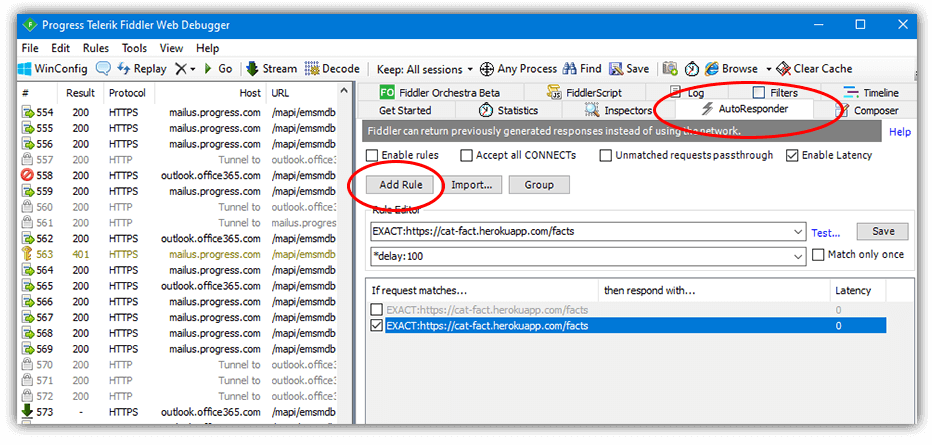 Progress Telerik Fiddler Web Debugger
File Edit Rules Tools View Help
WinConfig Replay Go Stream Decode Keep: All sessions Any Process Find Save Browse Clear Cache
# Result Protocol Host URL
554 200 HTTPS mailus.progress.com /mapi/emsmdb
555 200 HTTPS mailus.progress.com /mapi/emsmdb
556 200 HTTPS mailus.progress.com /mapi/emsmdb
557 200 HTTP Tunnel to outlook.office3
558 200 HTTPS outlook.office365.com /mapi/emsmdb
559 200 HTTPS mailus.progress.com /mapi/emsmdb
560 200 HTTP Tunnel to outlook.office3
561 200 HTTP Tunnel to mailus.progres
562 200 HTTPS outlook.office365.com /mapi/emsmdb
563 401 HTTPS mailus.progress.com /mapi/emsmdb
564 200 HTTPS mailus.progress.com /mapi/emsmdb
565 200 HTTPS outlook.office365.com /mapi/emsmdb
566 200 HTTPS mailus.progress.com /mapi/emsmdb
567 200 HTTPS mailus.progress.com /mapi/emsmdb
568 200 HTTPS mailus.progress.com /mapi/emsmdb
569 200 HTTPS mailus.progress.com /mapi/emsmdb
570 200 HTTP Tunnel to outlook.office3
571 200 HTTP Tunnel to outlook.office3
572 200 HTTP Tunnel to outlook.office3
573 - HTTPS outlook.office365.com /mapi/emsmdb
FO Fiddler Orchestra Beta FiddlerScript Log Filters Timeline
Get Started Statistics Inspectors AutoResponder Composer
Fiddler can return previously generated responses instead of using the network. Help
Enable rules Accept all CONNECTs Unmatched requests passthrough Enable Latency
Add Rule Import... Group
Rule Editor
EXACT:https://cat-fact.herokuapp.com/facts Test... Save
*delay:100 Match only once
If request matches... then respond with... Latency
EXACT:https://cat-fact.herokuapp.com/facts 0
EXACT:https://cat-fact.herokuapp.com/facts 0